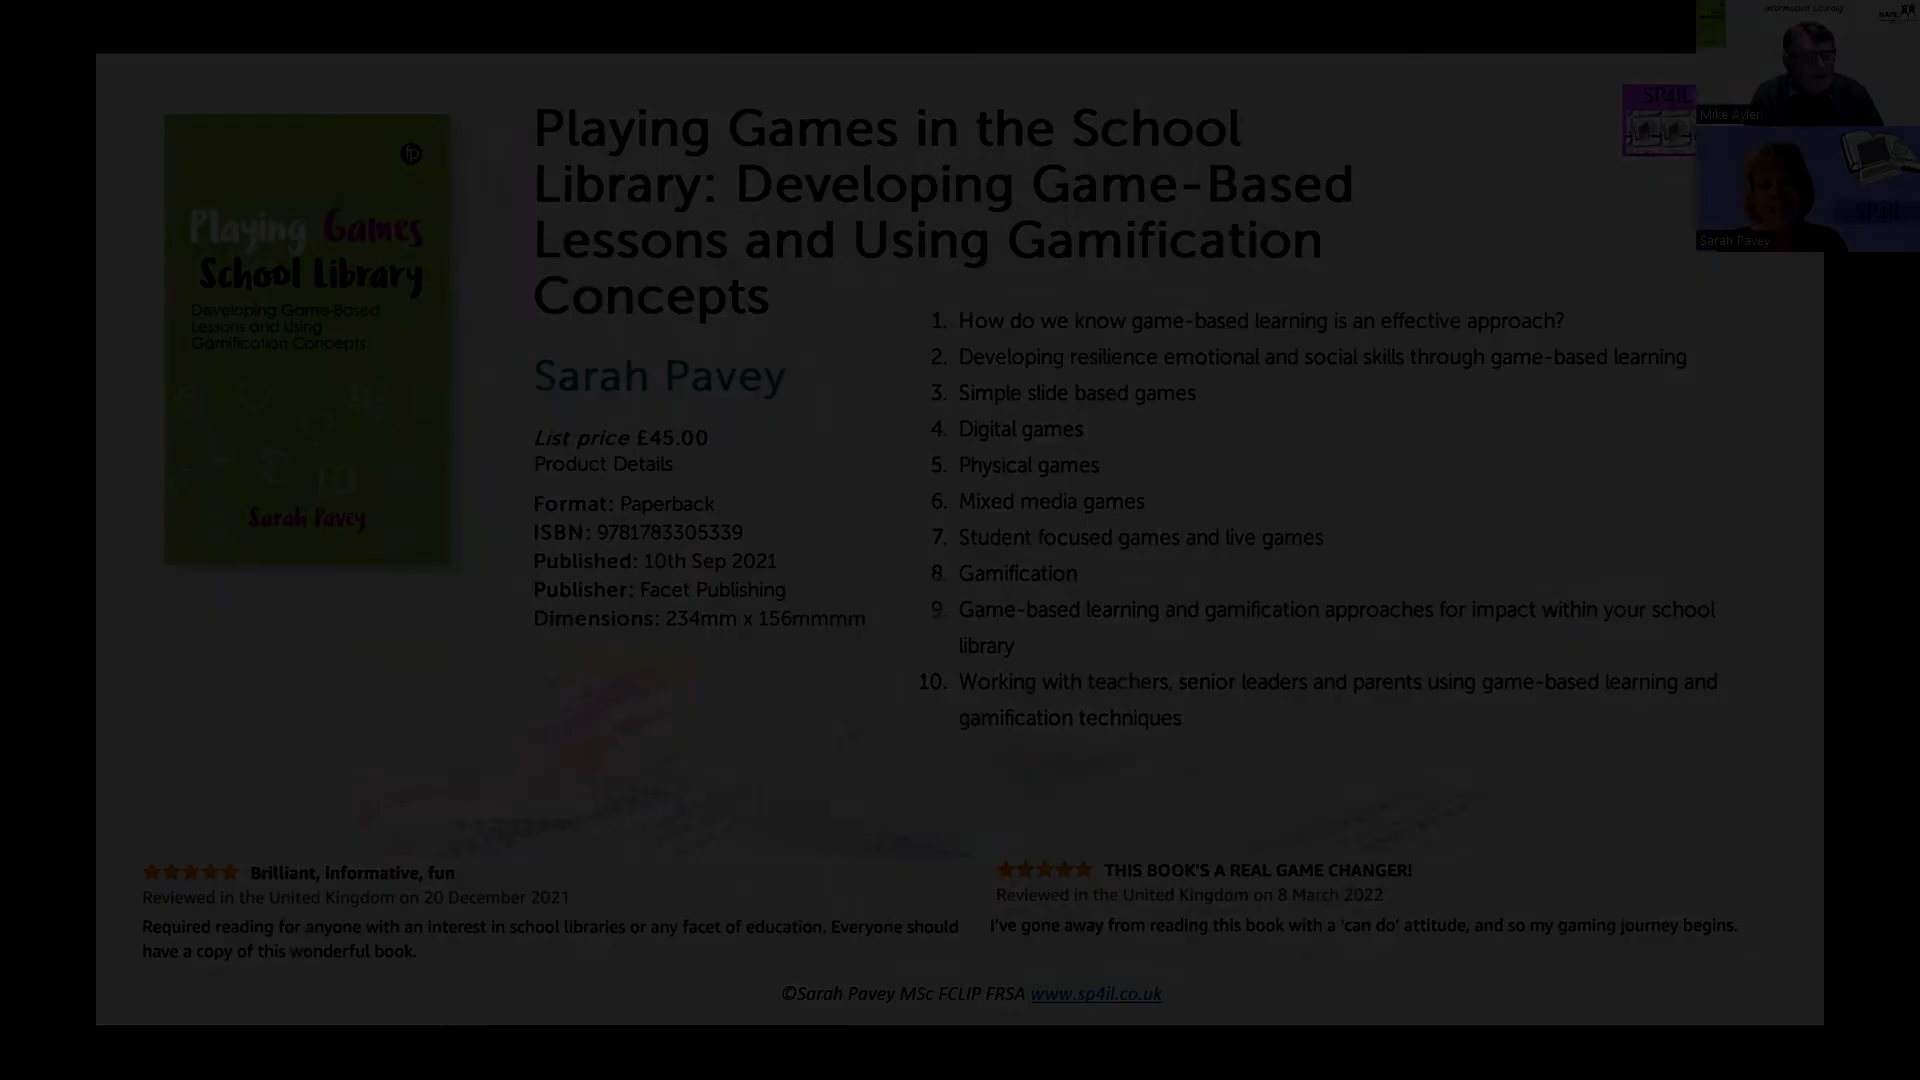 Information Literacy
NAPE
Mike Ayler
SP4IL
Sarah Pavey
SP4IL
fp
Playing Games
School Library
Developing Game-Based
Lessons and Using
Gamification Concepts
Sarah Pavey
Playing Games in the School
Library: Developing Game-Based
Lessons and Using Gamification
Concepts
Sarah Pavey
List price £45.00
Product Details
Format: Paperback
ISBN: 9781783305339
Published: 10th Sep 2021
Publisher: Facet Publishing
Dimensions: 234mm x 156mmmm
1. How do we know game-based learning is an effective approach?
2. Developing resilience emotional and social skills through game-based learning
3. Simple slide based games
4. Digital games
5. Physical games
6. Mixed media games
7. Student focused games and live games
8. Gamification
9. Game-based learning and gamification approaches for impact within your school
library
10. Working with teachers, senior leaders and parents using game-based learning and
gamification techniques
Brilliant, informative, fun
Reviewed in the United Kingdom on 20 December 2021
Required reading for anyone with an interest in school libraries or any facet of education. Everyone should
have a copy of this wonderful book.
THIS BOOK'S A REAL GAME CHANGER!
Reviewed in the United Kingdom on 8 March 2022
I've gone away from reading this book with a 'can do' attitude, and so my gaming journey begins.
©Sarah Pavey MSc FCLIP FRSA www.sp4il.co.uk